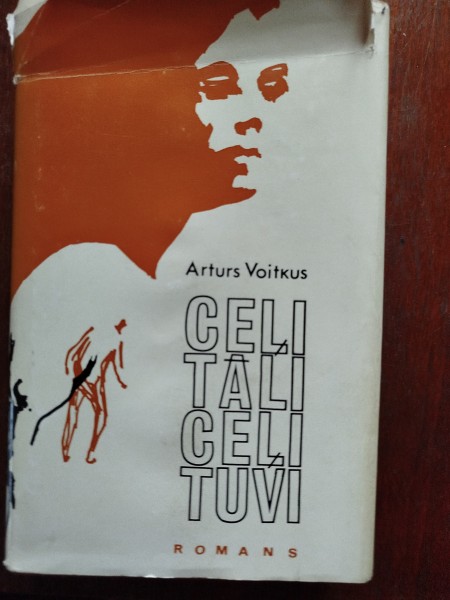 Arturs Voitkus
CEĻI
TĀLI
CEĻI
TUVI
ROMANS